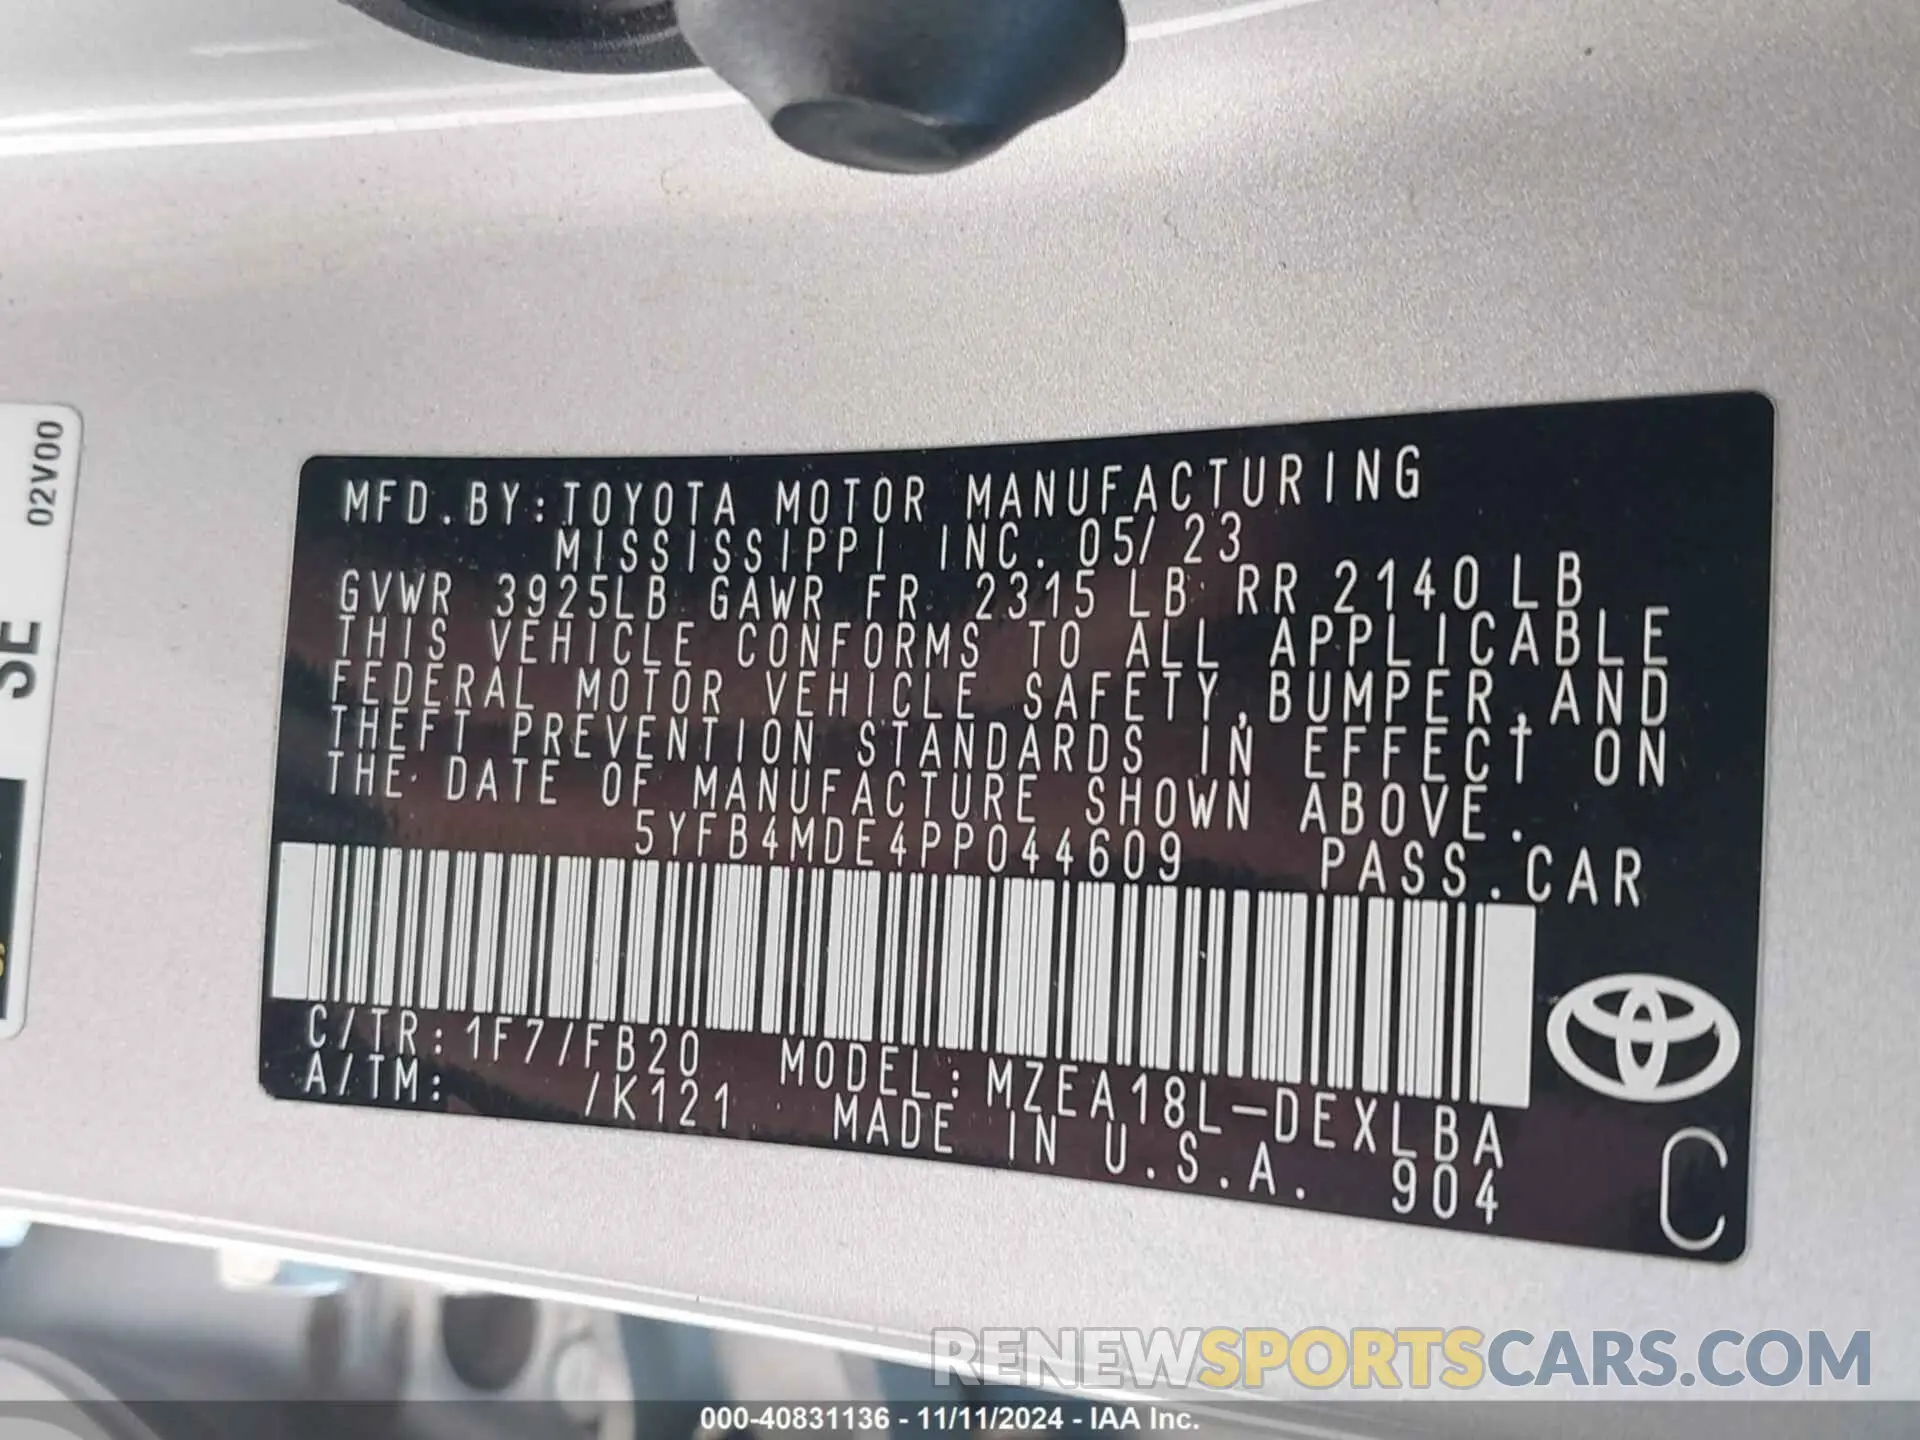 02V00
SE
MFD.BY:TOYOTA MOTOR MANUFACTURING
MISSISSIPPI INC. 05/23
GVWR 3925LB GAWR FR 2315LB RR 2140LB
THIS VEHICLE CONFORMS TO ALL APPLICABLE
FEDERAL MOTOR VEHICLE SAFETY,BUMPER,AND
THEFT PREVENTION STANDARDS IN EFFECT ON
THE DATE OF MANUFACTURE SHOWN ABOVE.
5YFB4MDE4PP044609 PASS.CAR
C/TR:1F7/FB20 MODEL:MZEA18L-DEXLBA
A/TM: /K121 MADE IN U.S.A. 904
C
RENEWSPORTSCARS.COM
000-40831136 - 11/11/2024 - IAA Inc.